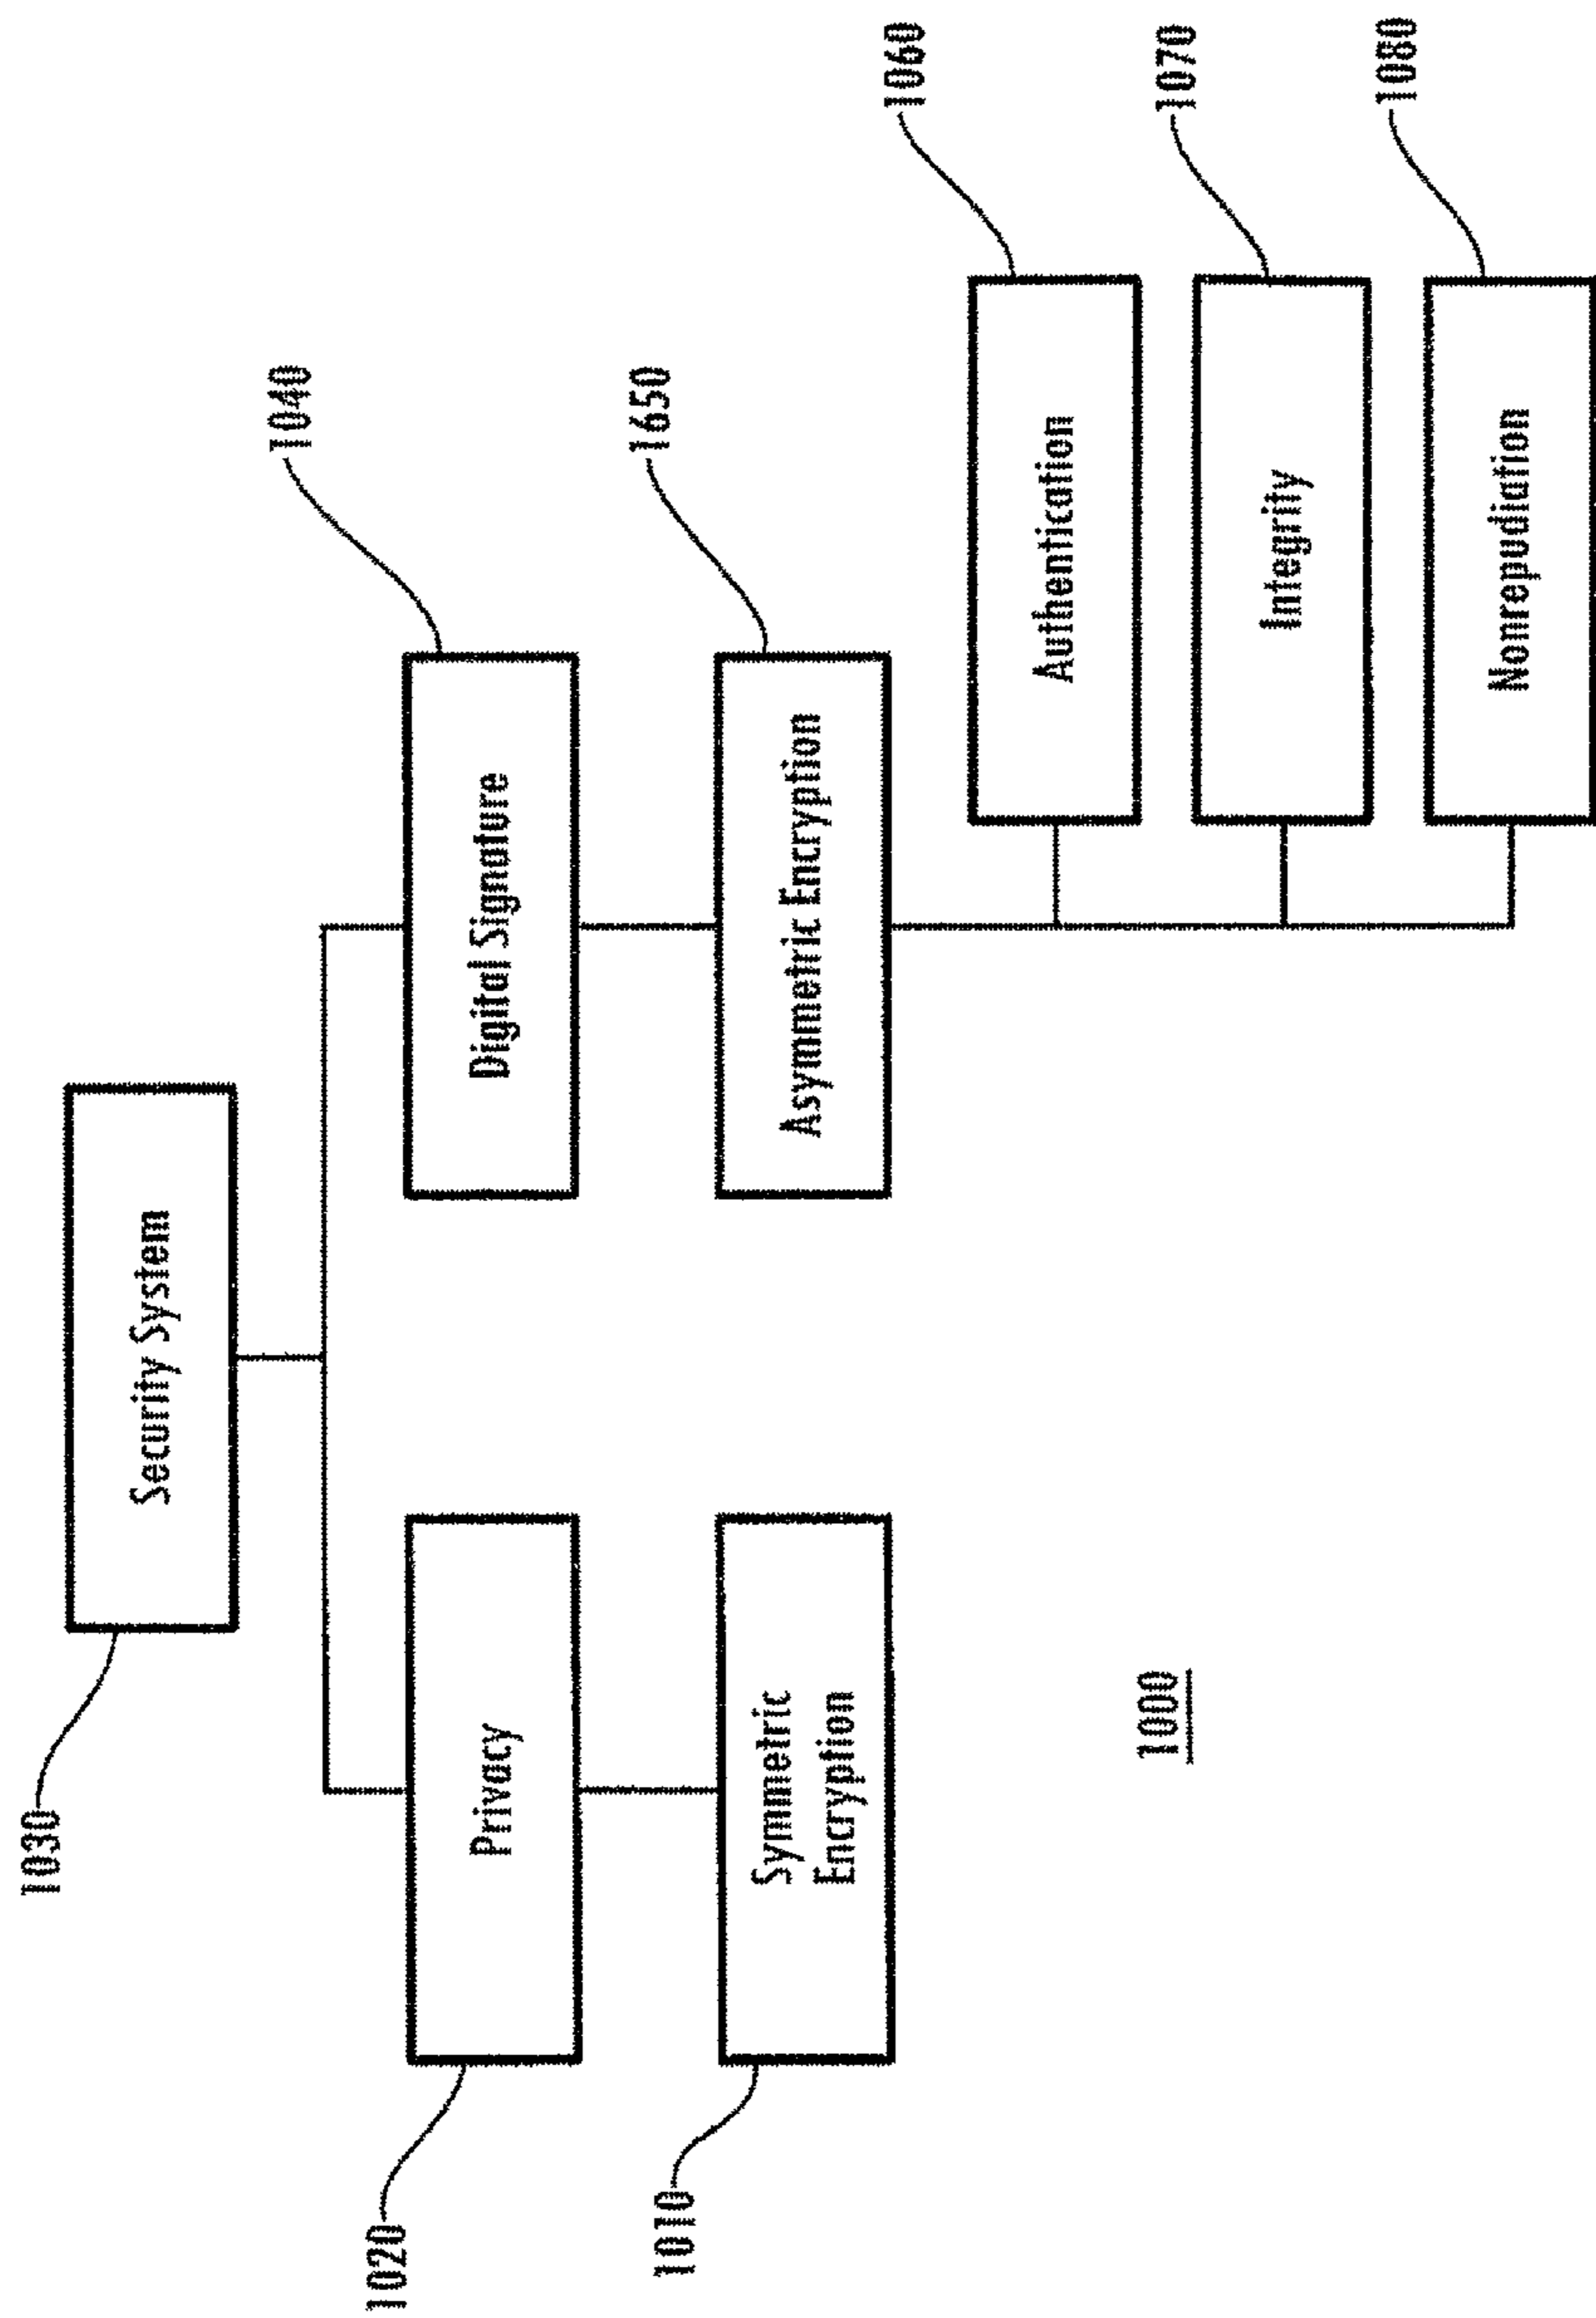 1030
Security System
1020
Privacy
Digital Signature
1040
1010
Symmetric
Encryption
Asymmetric Encryption
1650
Authentication
1060
1000
Integrity
1070
Nonrepudiation
1080